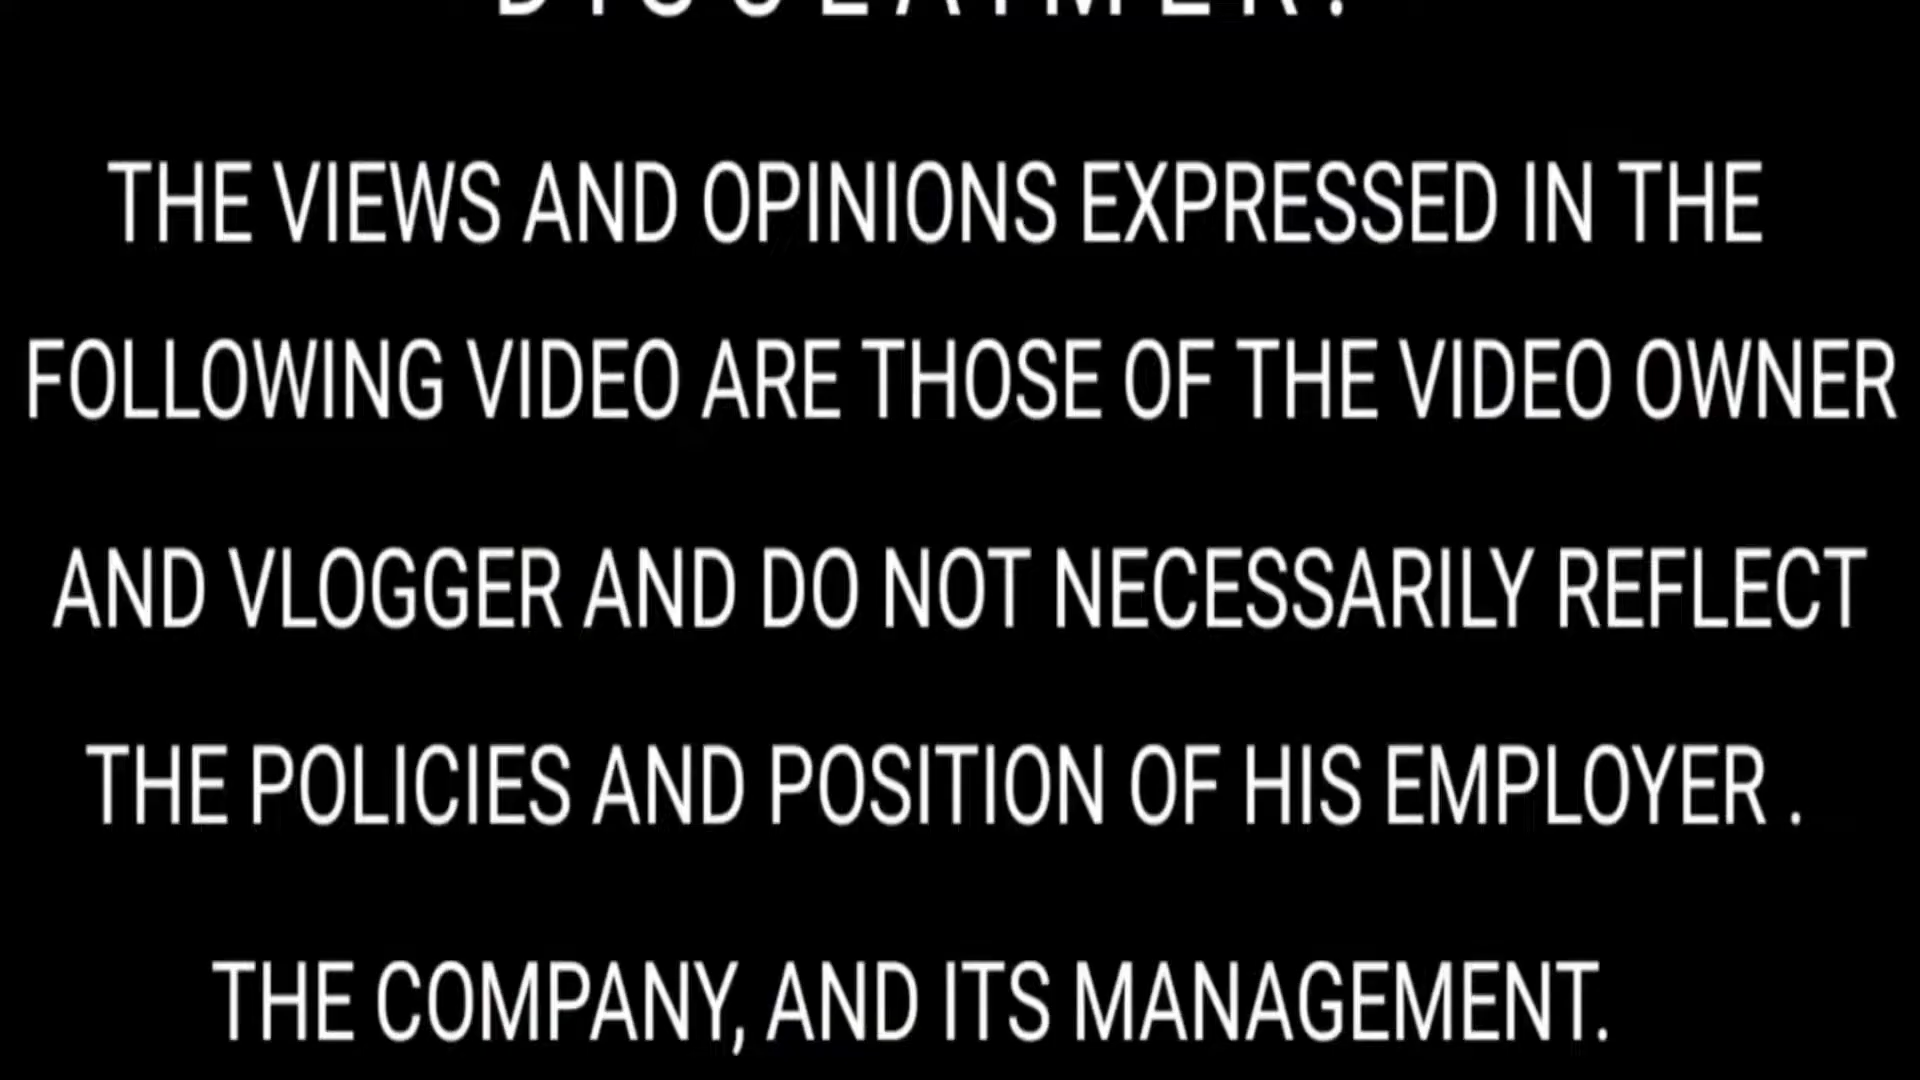 DISCLAIMER:
THE VIEWS AND OPINIONS EXPRESSED IN THE
FOLLOWING VIDEO ARE THOSE OF THE VIDEO OWNER
AND VLOGGER AND DO NOT NECESSARILY REFLECT
THE POLICIES AND POSITION OF HIS EMPLOYER .
THE COMPANY, AND ITS MANAGEMENT.